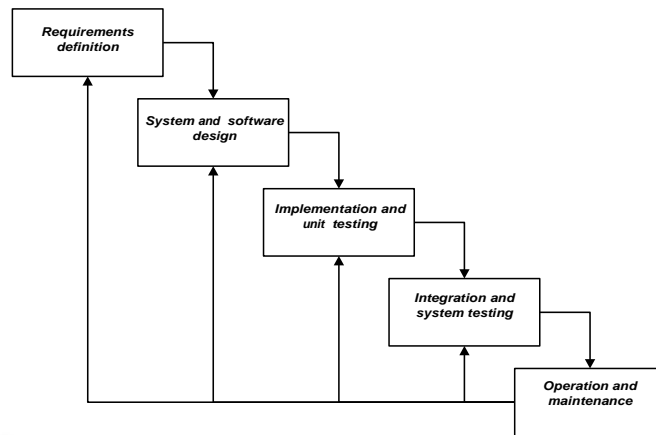 Requirements
definition
System and software
design
Implementation and
unit testing
Integration and
system testing
Operation and
maintenance